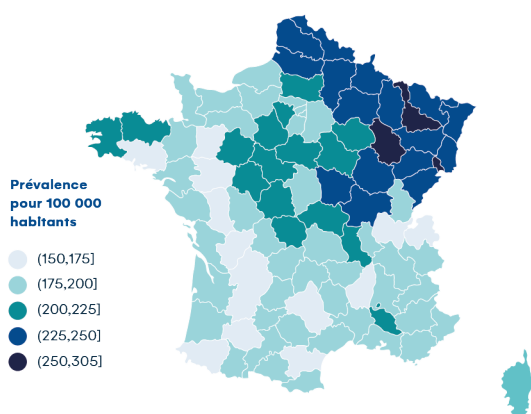 Prévalence
pour 100 000
habitants
(150,175]
(175,200]
(200,225]
(225,250]
(250,305]